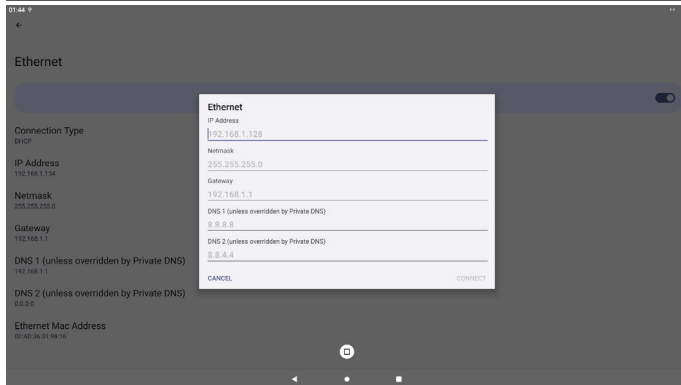 01:44
Ethernet
Connection Type
DHCP
IP Address
192.168.1.134
Netmask
255.255.255.0
Gateway
192.168.1.1
DNS 1 (unless overridden by Private DNS)
192.168.1.1
DNS 2 (unless overridden by Private DNS)
0.0.0.0
Ethernet Mac Address
Ethernet
IP Address
192.168.1.128
Netmask
255.255.255.0
Gateway
192.168.1.1
DNS 1 (unless overridden by Private DNS)
8.8.8.8
DNS 2 (unless overridden by Private DNS)
8.8.4.4
CANCEL
CONNECT